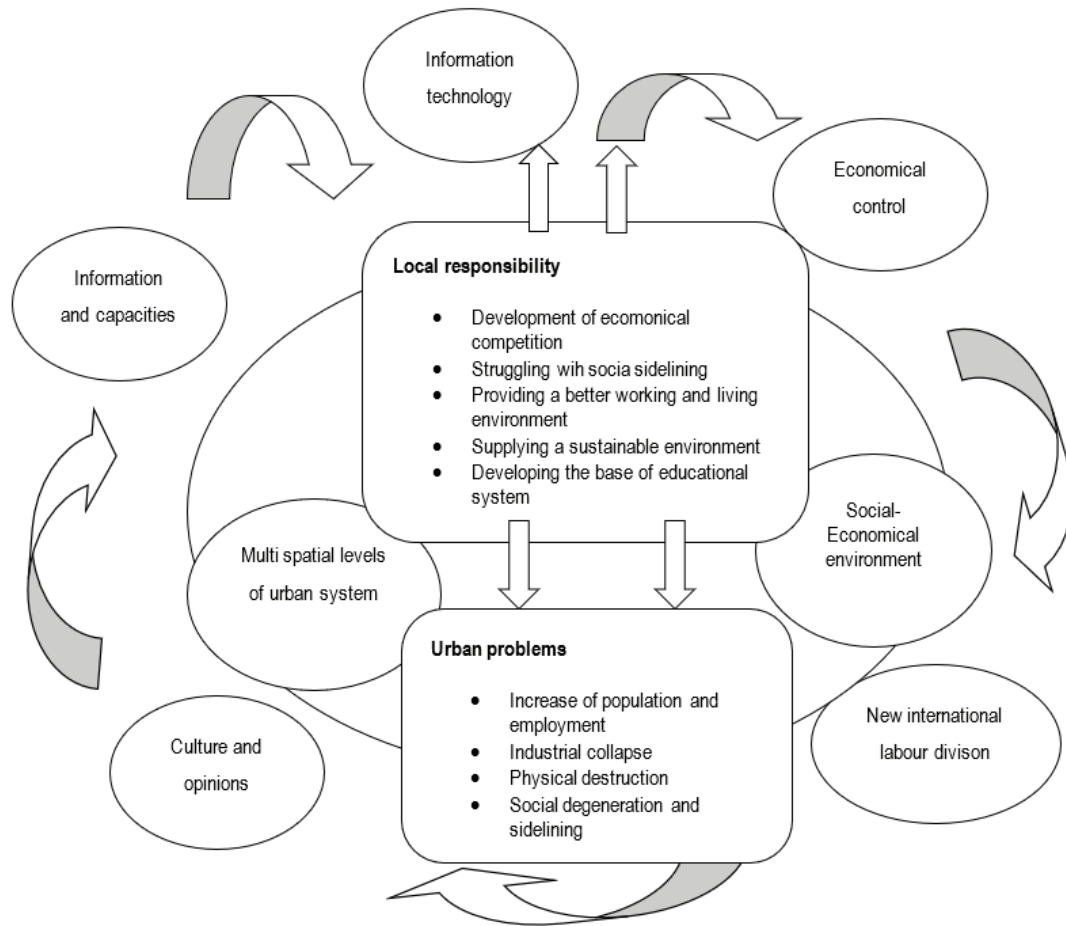 Information
technology
Economical
control
Information
and capacities
Local responsibility
• Development of ecomonical
competition
• Struggling wih socia sidelining
• Providing a better working and living
environment
• Supplying a sustainable environment
• Developing the base of educational
system
Social-
Economical
environment
Multi spatial levels
of urban system
Urban problems
• Increase of population and
employment
• Industrial collapse
• Physical destruction
• Social degeneration and
sidelining
New international
labour divison
Culture and
opinions